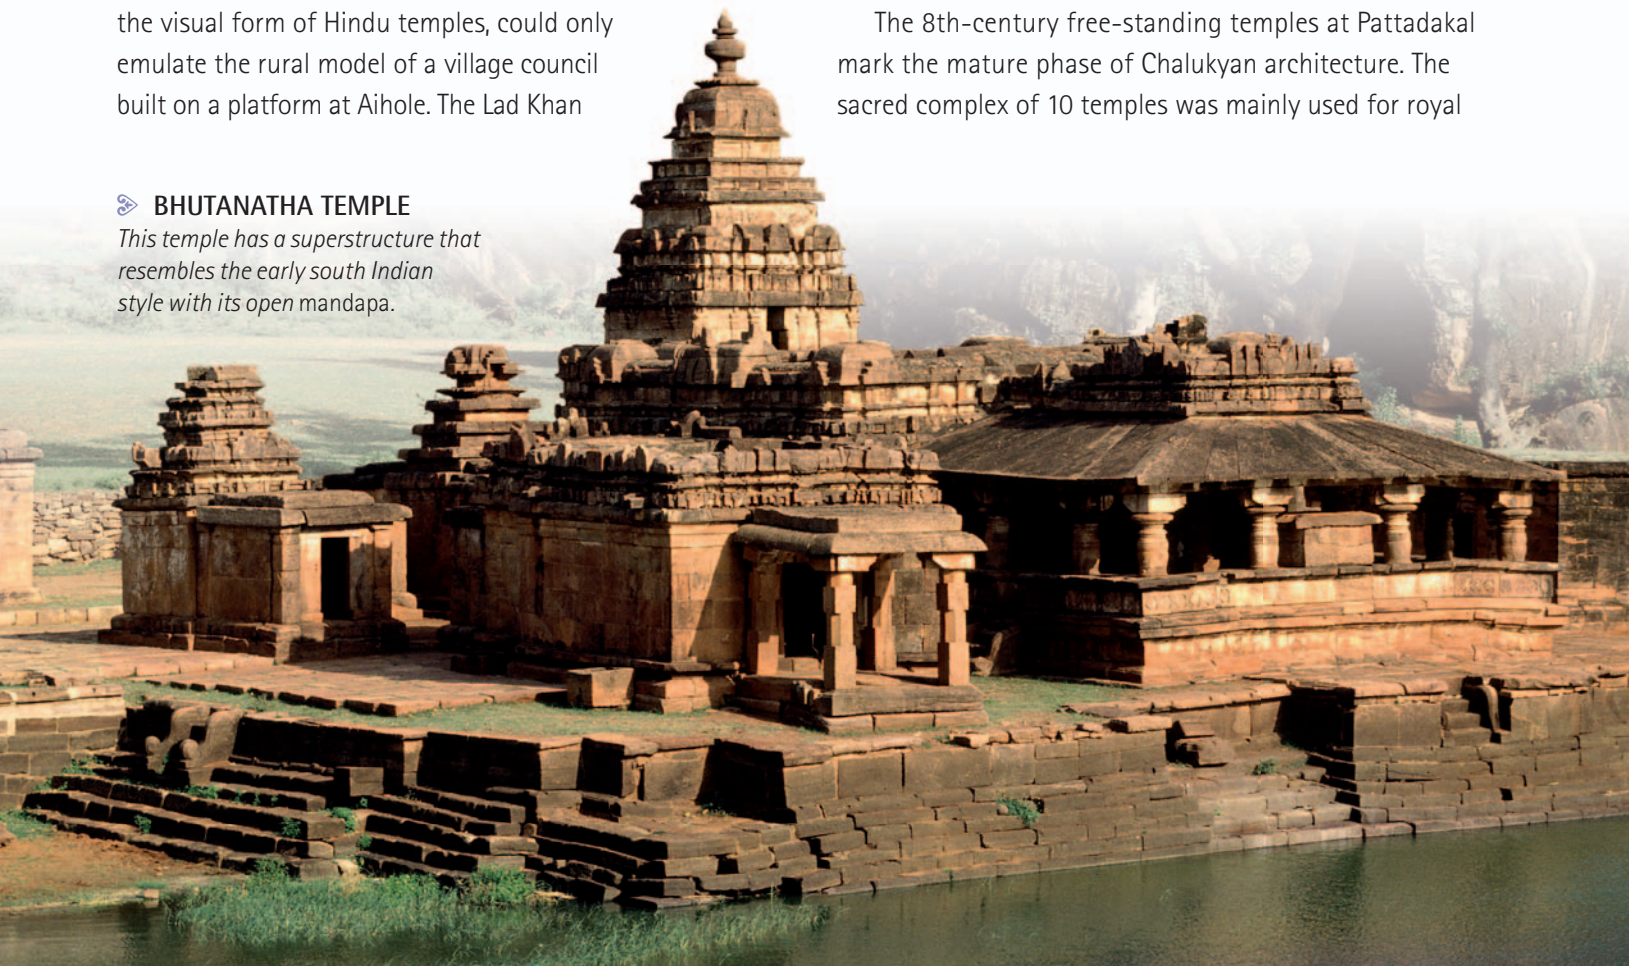 the visual form of Hindu temples, could only
emulate the rural model of a village council
built on a platform at Aihole. The Lad Khan
BHUTANATHA TEMPLE
This temple has a superstructure that
resembles the early south Indian
style with its open mandapa.
The 8th-century free-standing temples at Pattadakal
mark the mature phase of Chalukyan architecture. The
sacred complex of 10 temples was mainly used for royal